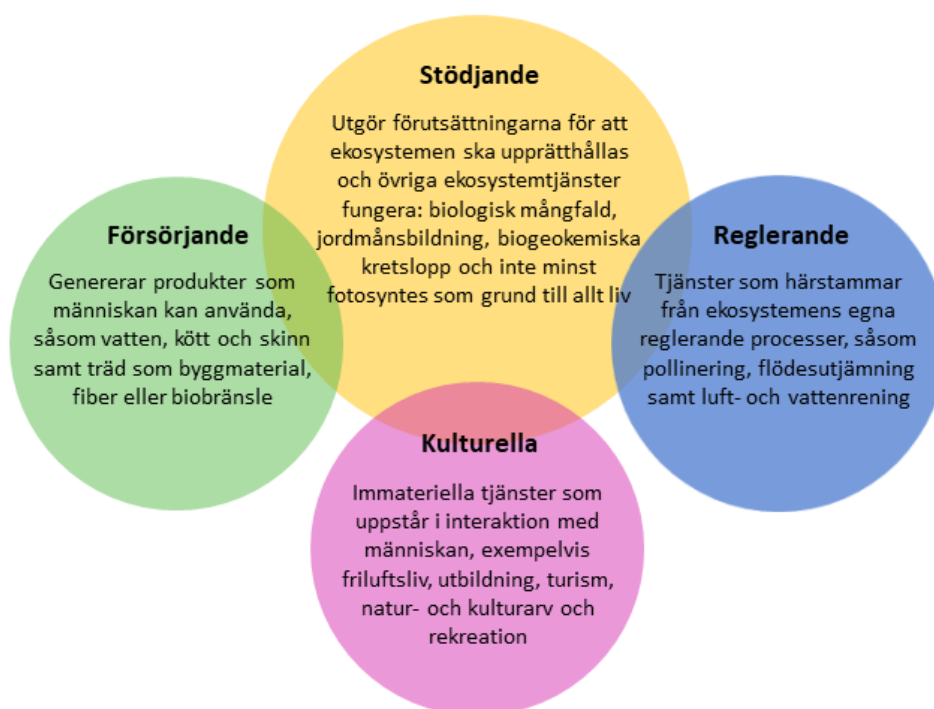 Stödjande
Utgör förutsättningarna för att
ekosystemen ska upprätthållas
och övriga ekosystemtjänster
fungera: biologisk mångfald,
jordmånsbildning, biogeokemiska
kretslopp och inte minst
fotosyntes som grund till allt liv
Försörjande
Genererar produkter som
människan kan använda,
såsom vatten, kött och skinn
samt träd som byggmaterial,
fiber eller biobränsle
Reglerande
Tjänster som härstammar
från ekosystemens egna
reglerande processer, såsom
pollinering, flödesutjämning
samt luft- och vattenrening
Kulturella
Immateriella tjänster som
uppstår i interaktion med
människan, exempelvis
friluftsliv, utbildning, turism,
natur- och kulturarv och
rekreation